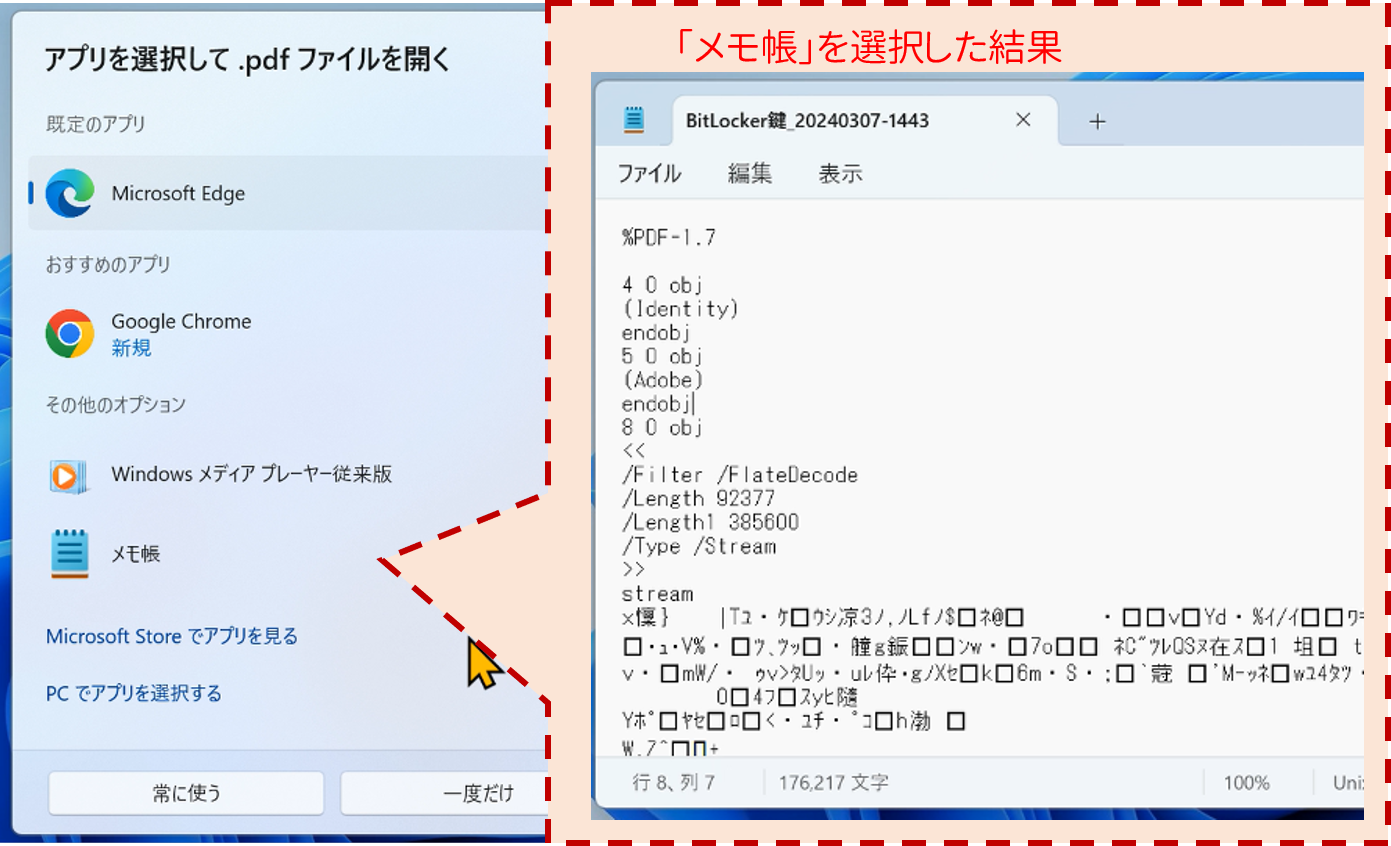 アプリを選択して .pdf ファイルを開く
既定のアプリ
Microsoft Edge
おすすめのアプリ
Google Chrome
新規
その他のオプション
Windows メディア プレーヤー従来版
メモ帳
Microsoft Store でアプリを見る
PC でアプリを選択する
常に使う
一度だけ
「メモ帳」を選択した結果
BitLocker鍵_20240307-1443
ファイル 編集 表示
%PDF-1.7
4 0 obj
(Identity)
endobj
5 0 obj
(Adobe)
endobj
8 0 obj
<<
/Filter /FlateDecode
/Length 92377
/Length1 385600
/Type /Stream
>>
stream
行 8、列 7 176,217 文字 100%